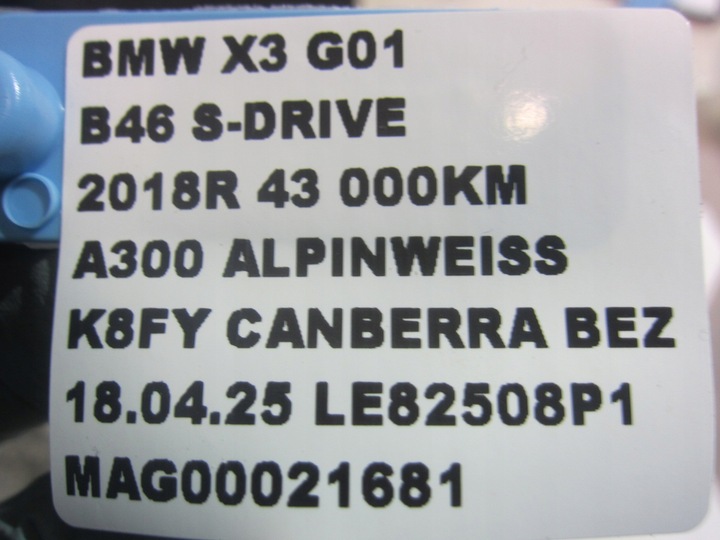 BMW X3 G01
B46 S-DRIVE
2018R 43 000KM
A300 ALPINWEISS
K8FY CANBERRA BEZ
18.04.25 LE82508P1
MAG00021681